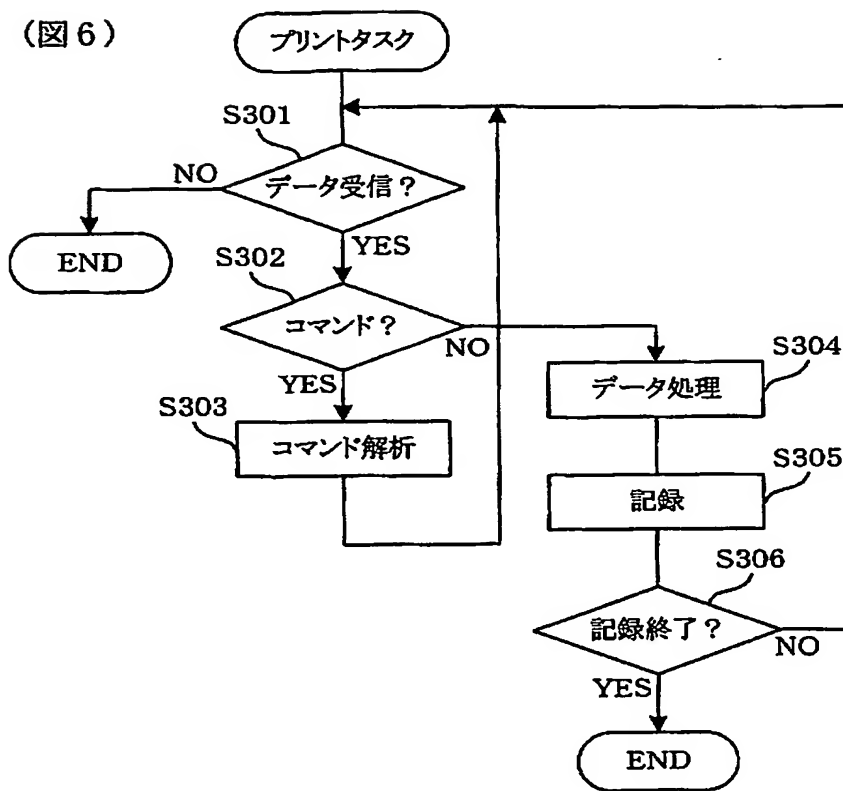 (図6)
プリントタスク
S301
データ受信？
NO
END
YES
S302
コマンド？
NO
YES
S303
コマンド解析
S304
データ処理
S305
記録
S306
記録終了？
NO
YES
END